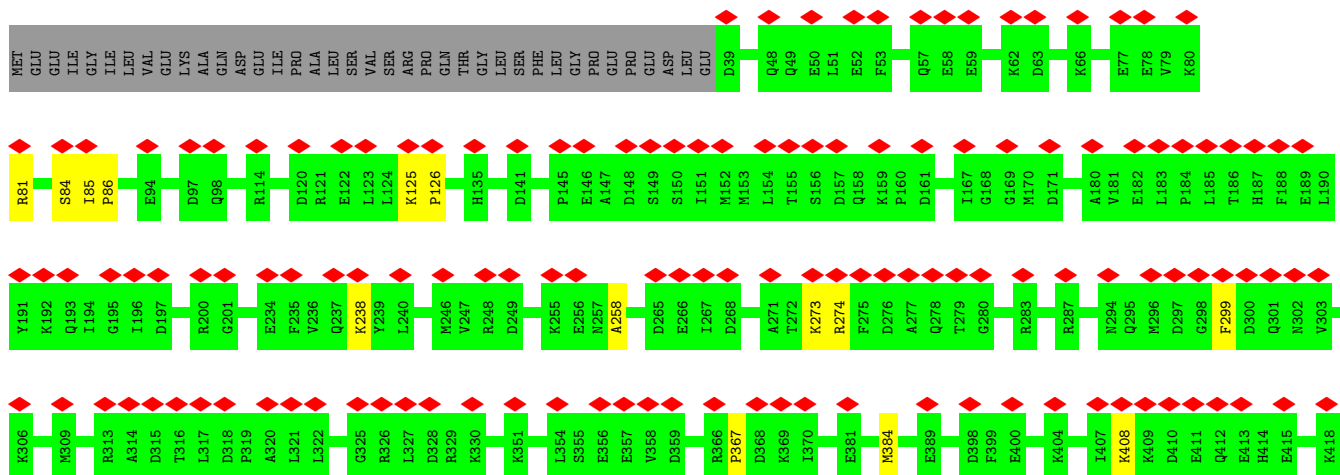 MET GLU GLU ILE GLY ILE LEU VAL GLU LYS ALA GLN ASP GLU ILE PRO ALA LEU SER VAL SER ARG PRO GLN THR GLY LEU SER PHE LEU GLY PRO GLU PRO GLU ASP LEU GLU D39 Q48 Q49 E50 L51 E52 F53 Q57 E58 E59 K62 D63 K66 E77 E78 V79 K80
R81 S84 I85 P86 E94 D97 Q98 R114 D120 R121 E122 L123 L124 K125 P126 H135 D141 P145 E146 A147 D148 S149 S150 I151 M152 M153 L154 T155 S156 D157 Q158 K159 P160 D161 I167 G168 G169 M170 D171 A180 V181 E182 L183 P184 L185 T186 H187 F188 E189 L190
Y191 K192 Q193 I194 G195 I196 D197 R200 G201 E234 F235 V236 Q237 K238 Y239 L240 M246 V247 R248 D249 K255 E256 N257 A258 D265 E266 I267 D268 A271 T272 K273 R274 F275 D276 A277 Q278 T279 G280 R283 R287 N294 Q295 M296 D297 G298 F299 D300 Q301 N302 V303
K306 M309 R313 A314 D315 T316 L317 D318 P319 A320 L321 L322 G325 R326 L327 D328 R329 K330 K351 L354 S355 E356 E357 V358 D359 R366 P367 D368 K369 I370 E381 M384 E389 D398 F399 E400 K404 I407 K408 K409 D410 E411 Q412 E413 H414 E415 K418